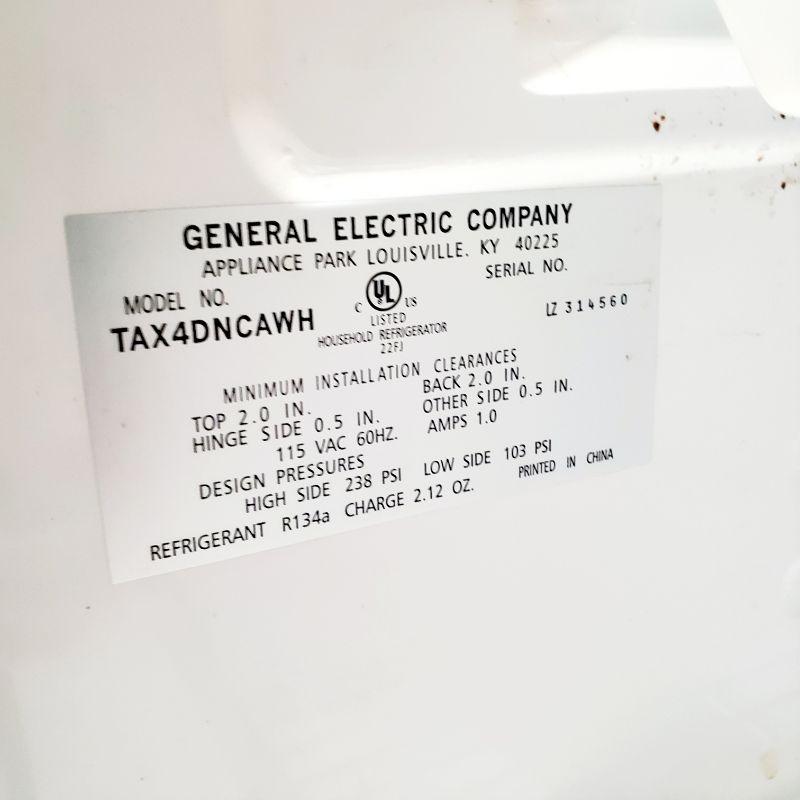 GENERAL ELECTRIC COMPANY
APPLIANCE PARK LOUISVILLE. KY 40225
MODEL NO.
SERIAL NO.
TAX4DNCAWH
C UL US
LISTED
HOUSEHOLD REFRIGERATOR
22FJ
LZ 314560
MINIMUM INSTALLATION CLEARANCES
TOP 2.0 IN. BACK 2.0 IN.
HINGE SIDE 0.5 IN. OTHER SIDE 0.5 IN.
115 VAC 60HZ. AMPS 1.0
DESIGN PRESSURES
HIGH SIDE 238 PSI LOW SIDE 103 PSI
REFRIGERANT R134a CHARGE 2.12 OZ. PRINTED IN CHINA